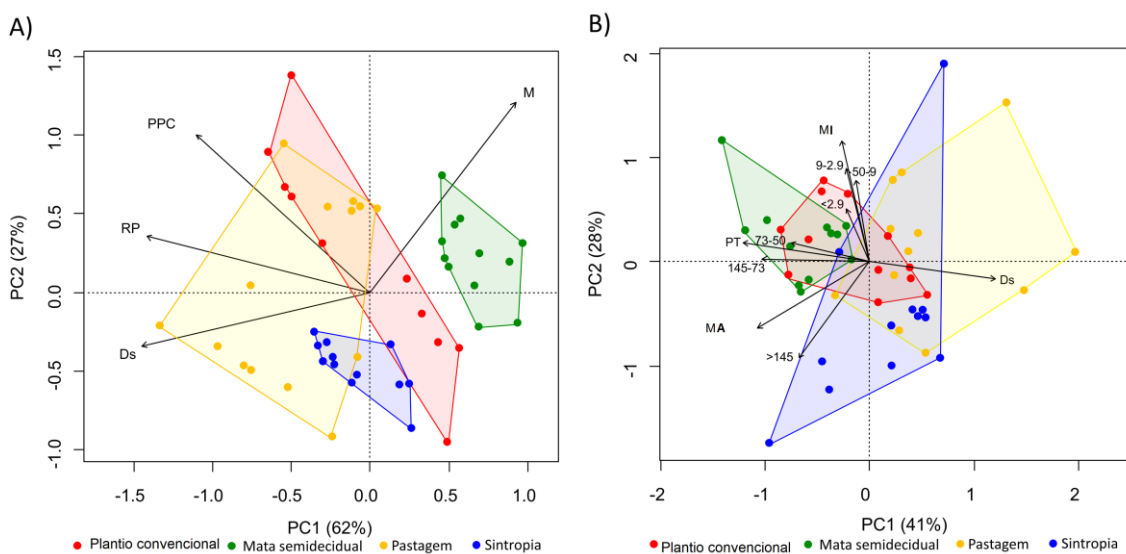 A)
B)
1.5
1.0
0.5
0.0
-0.5
-1.0
PC2 (27%)
M
PPC
RP
Ds
-1.5 -1.0 -0.5 0.0 0.5 1.0
PC1 (62%)
Plantio convencional Mata semidecidual Pastagem Sintropia
2
1
0
-1
PC2 (28%)
MI
9-2.9
50-9
<2.9
PT
73-50
145-73
MA
>145
Ds
-2 -1 0 1 2
PC1 (41%)
Plantio convencional Mata semidecidual Pastagem Sintropia